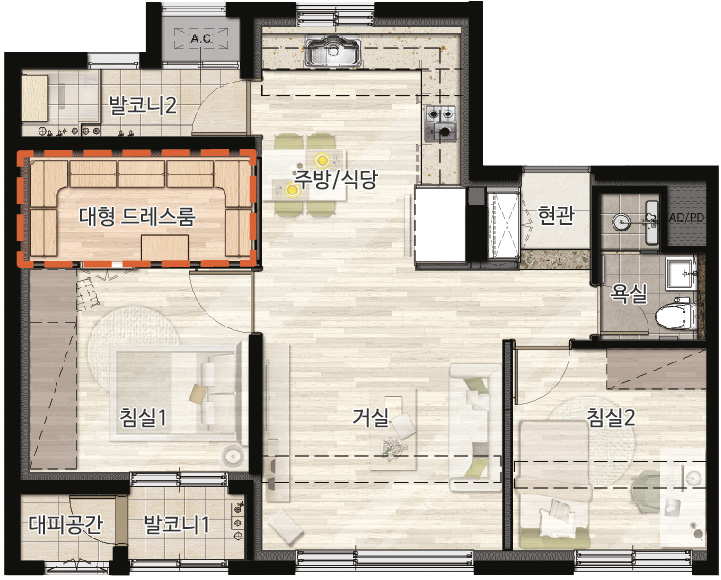 A.C
발코니2
주방/식당
대형 드레스룸
현관
AD/PD
욕실
침실1
거실
침실2
대피공간
발코니1